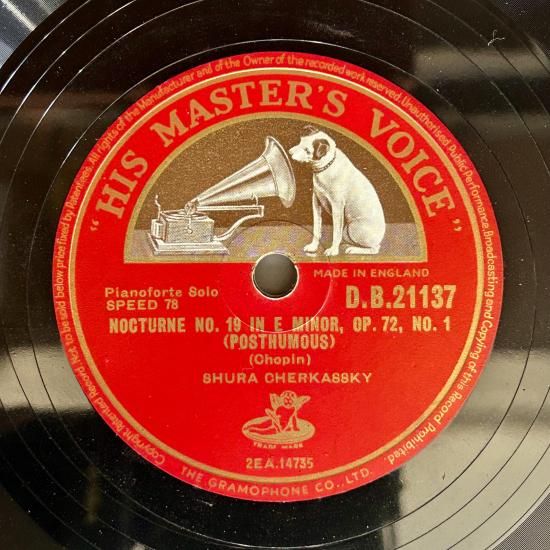 Copyright. Patented Record Not to be sold below price fixed by Patentees. All rights of the Manufacturer and of the Owner of the recorded work reserved. Unauthorised Public Performance, Broadcasting and Copying of this Record Prohibited.
"HIS MASTER'S VOICE"
MADE IN ENGLAND
Pianoforte Solo
SPEED 78
D.B.21137
NOCTURNE NO. 19 IN E MINOR, OP. 72, NO. 1
(POSTHUMOUS)
(Chopin)
SHURA CHERKASSKY
TRADE MARK
2EA.14735
THE GRAMOPHONE CO., LTD.